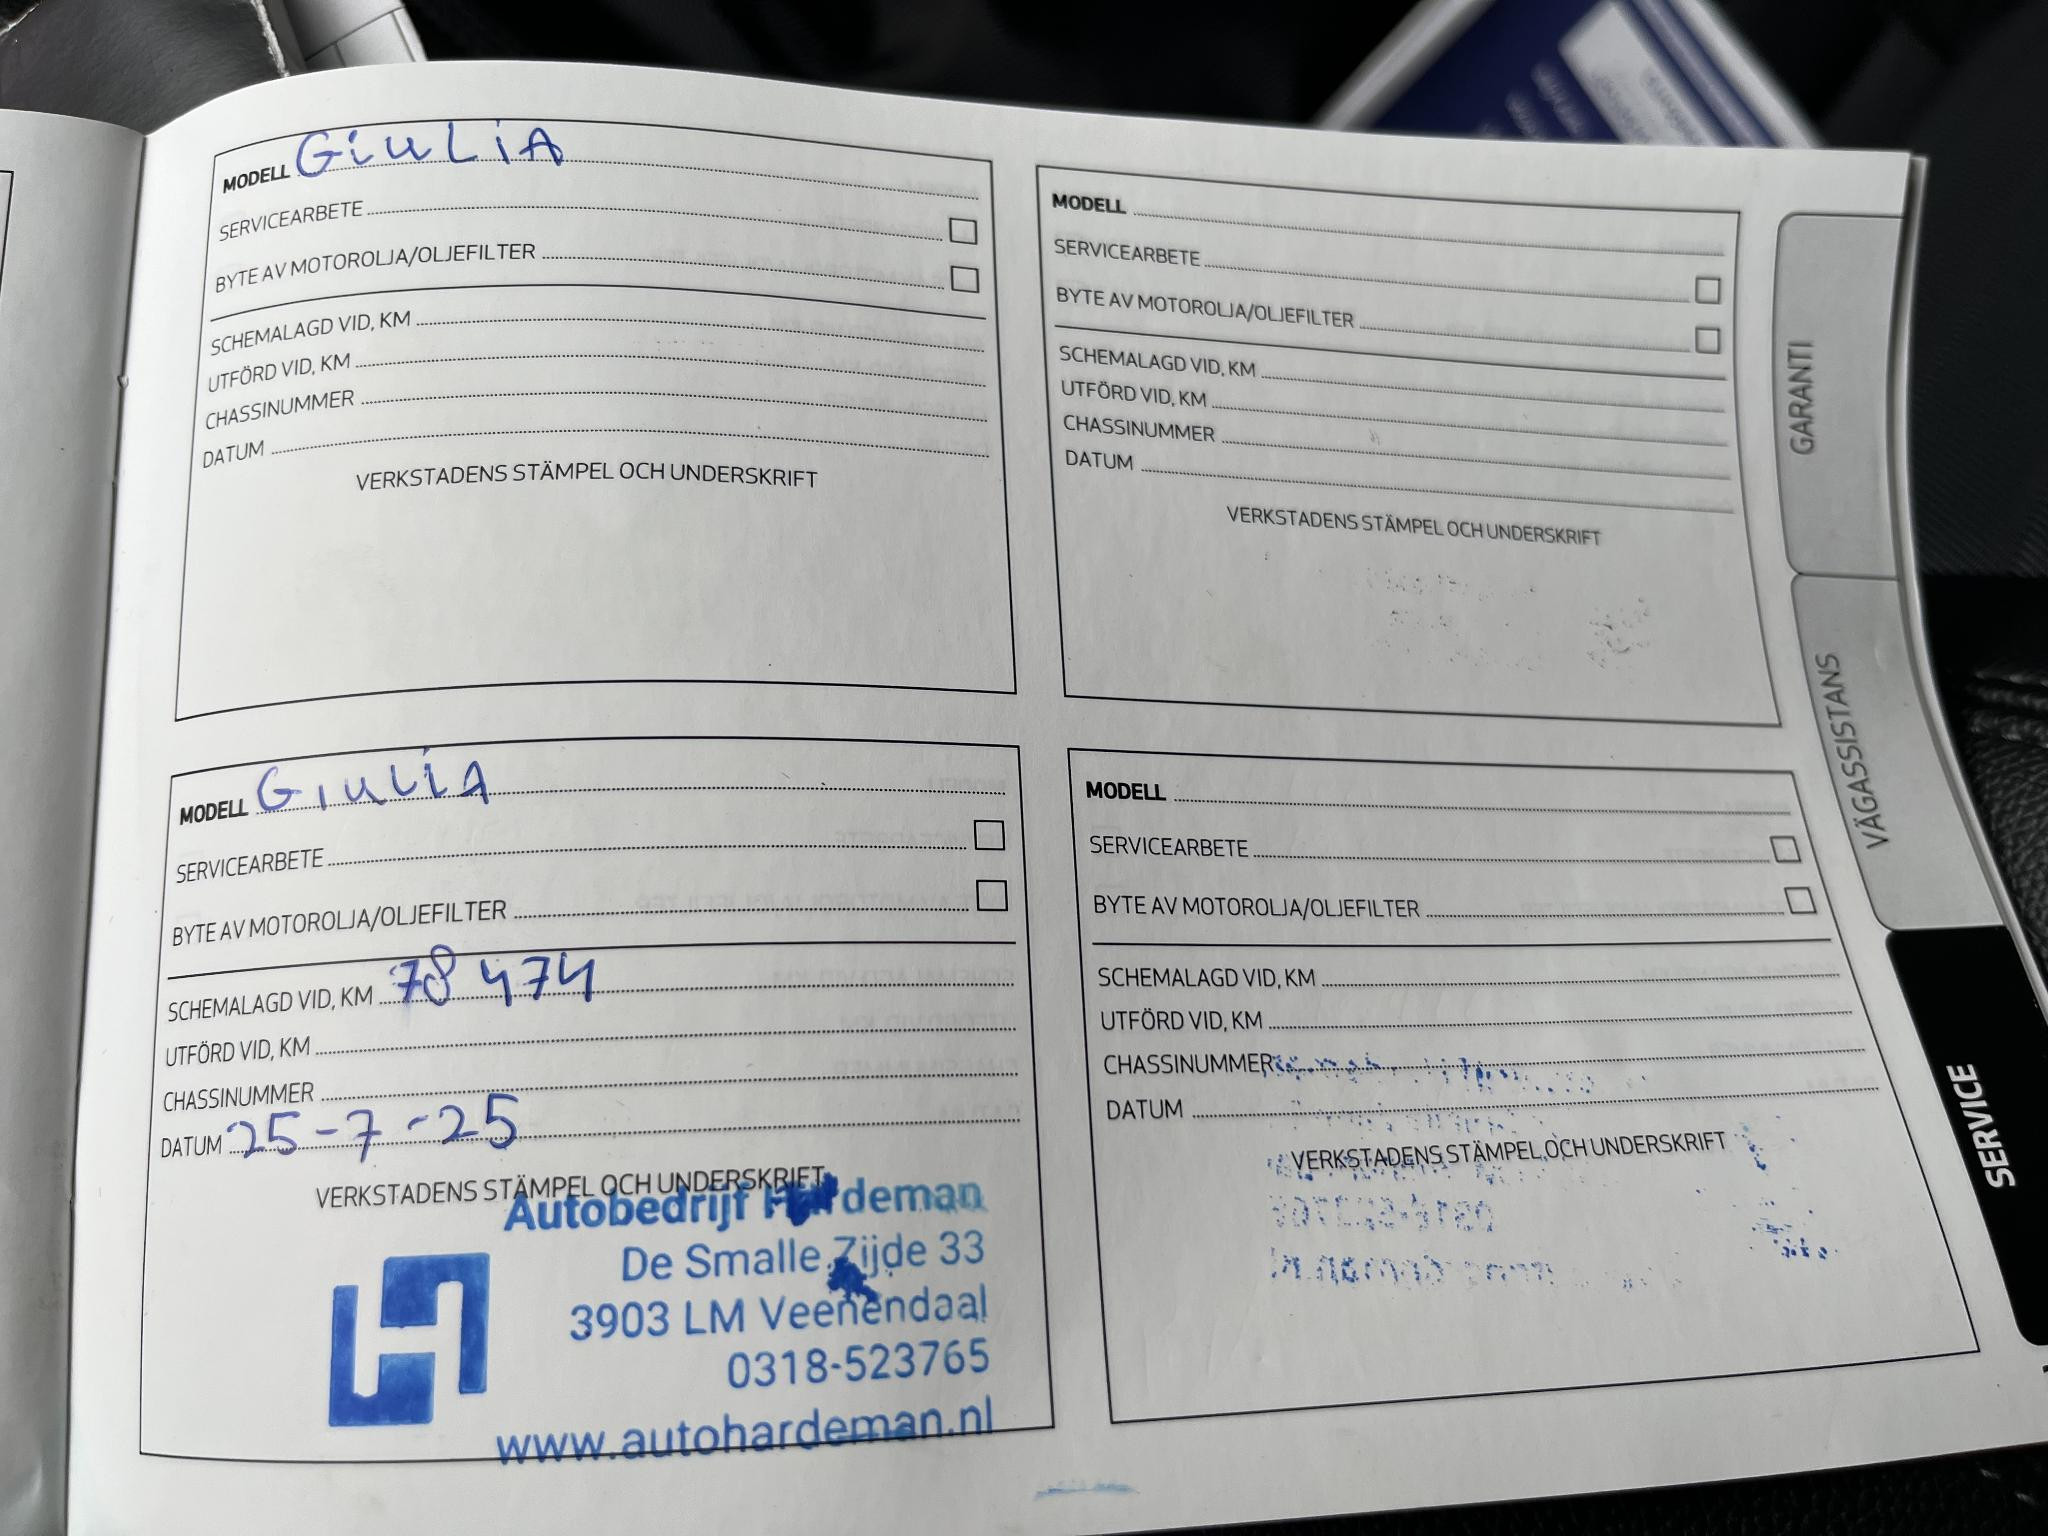 MODELL GiuLiA
SERVICEARBETE
BYTE AV MOTOROLJA/OLJEFILTER
SCHEMALAGD VID, KM
UTFÖRD VID, KM
CHASSINUMMER
DATUM
VERKSTADENS STÄMPEL OCH UNDERSKRIFT
MODELL
SERVICEARBETE
BYTE AV MOTOROLJA/OLJEFILTER
SCHEMALAGD VID, KM
UTFÖRD VID, KM
CHASSINUMMER
DATUM
VERKSTADENS STÄMPEL OCH UNDERSKRIFT
MODELL GiuLiA
SERVICEARBETE
BYTE AV MOTOROLJA/OLJEFILTER
SCHEMALAGD VID, KM 78 474
UTFÖRD VID, KM
CHASSINUMMER
DATUM 25-7-25
VERKSTADENS STÄMPEL OCH UNDERSKRIFT
Autobedrijf Hardeman
De Smalle Zijde 33
3903 LM Veenendaal
0318-523765
www.autohardeman.nl
MODELL
SERVICEARBETE
BYTE AV MOTOROLJA/OLJEFILTER
SCHEMALAGD VID, KM
UTFÖRD VID, KM
CHASSINUMMER
DATUM
VERKSTADENS STÄMPEL OCH UNDERSKRIFT
GARANTI
VÄGASSISTANS
SERVICE